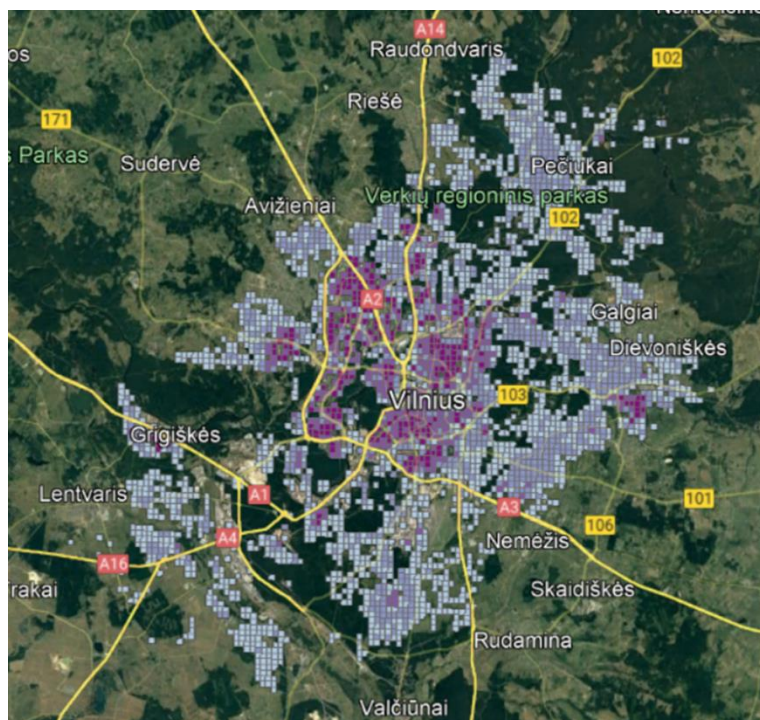 A14
Raudondvaris
102
Riešė
171
s Parkas
Sudervė
Pečiukai
Verkių regioninis parkas
Avižieniai
102
A2
Galgiai
Dievoniškės
Vilnius
103
Grigiškės
Lentvaris
A1
101
A3
106
A4
Nemėžis
A16
Skaidiškės
Rudamina
Valčiūnai